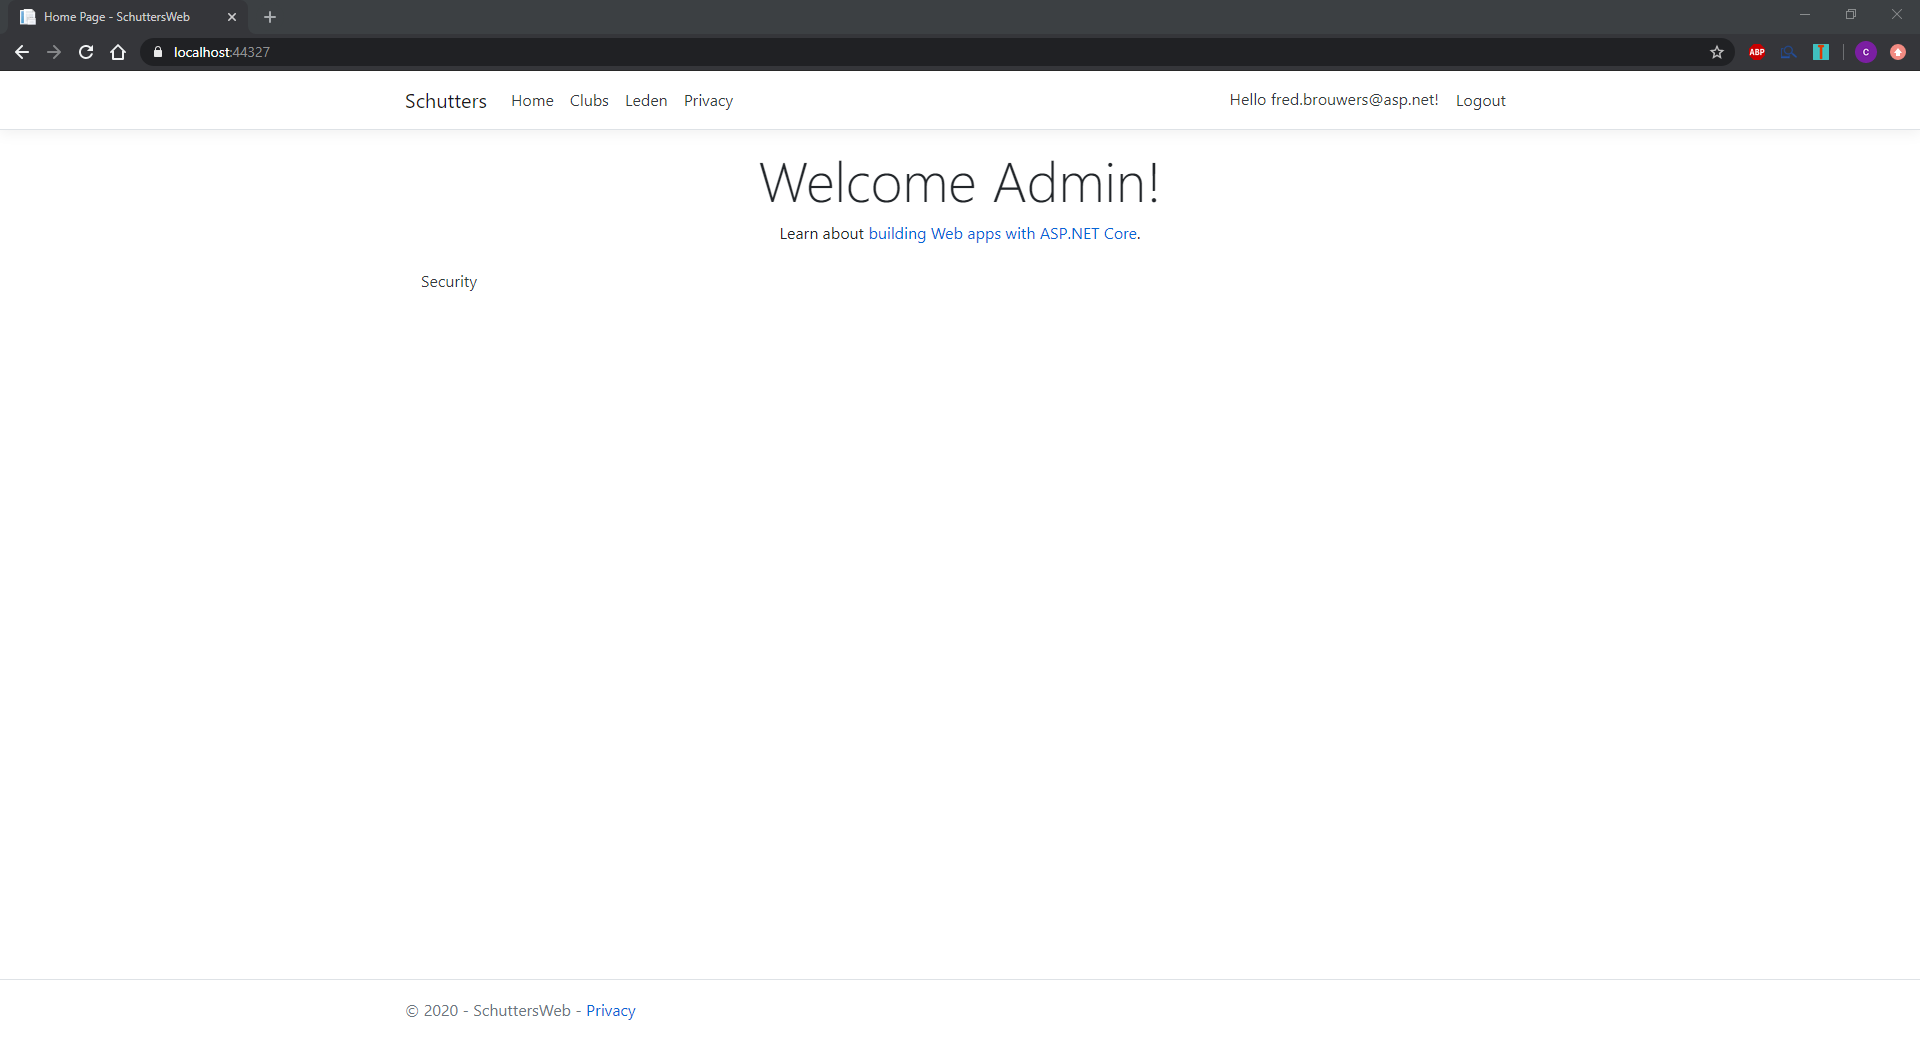 Home Page - SchuttersWeb
localhost:44327
ABP
C
Schutters Home Clubs Leden Privacy Hello fred.brouwers@asp.net! Logout
Welcome Admin!
Learn about building Web apps with ASP.NET Core.
Security
© 2020 - SchuttersWeb - Privacy